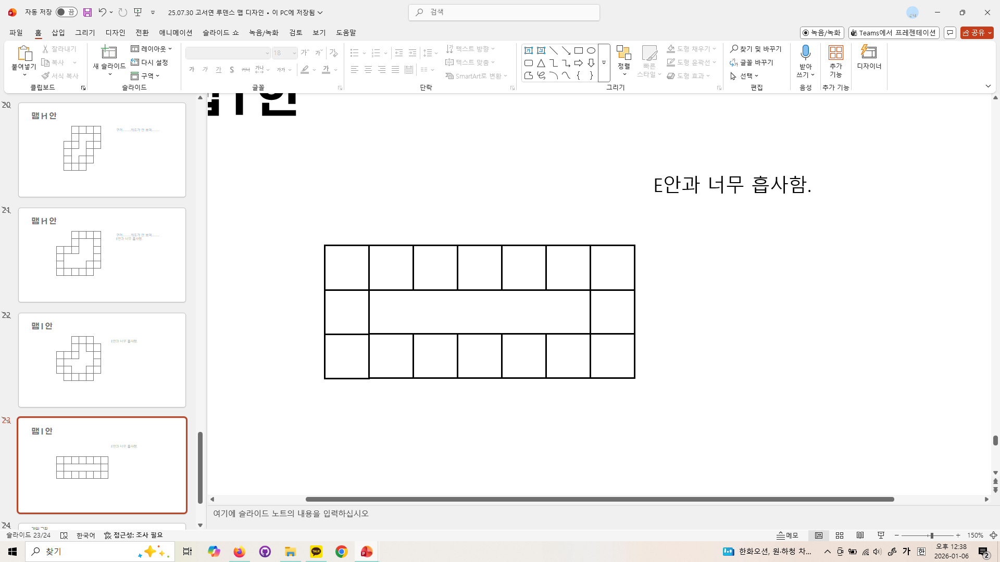 자동 저장 끔 25.07.30 고서연 루덴스 맵 디자인 • 이 PC에 저장됨 검색
파일 홈 삽입 그리기 디자인 전환 애니메이션 슬라이드 쇼 녹음/녹화 검토 보기 도움말 녹음/녹화 Teams에서 프레젠테이션 공유
붙여넣기 잘라내기 복사 서식 복사 클립보드
새 슬라이드 레이아웃 다시 설정 구역 슬라이드
18 가 가 가 가 S 가나 가가 가 글꼴
텍스트 방향 텍스트 맞춤 SmartArt로 변환 단락
정렬 빠른 스타일 도형 채우기 도형 윤곽선 도형 효과 그리기
찾기 및 바꾸기 글꼴 바꾸기 선택 편집
받아쓰기 음성
추가 기능 추가 기능
디자이너
20
맵 H 안
21
맵 H 안
E안과 너무 흡사함.
22
맵 I 안
E안과 너무 흡사함.
23
맵 I 안
E안과 너무 흡사함.
24
맵 I 안
E안과 너무 흡사함.
여기에 슬라이드 노트의 내용을 입력하십시오
슬라이드 23/24 한국어 접근성: 조사 필요 메모 150%
찾기 한화오션, 원·하청 차... 가 한 오후 12:38
2026-01-06 2